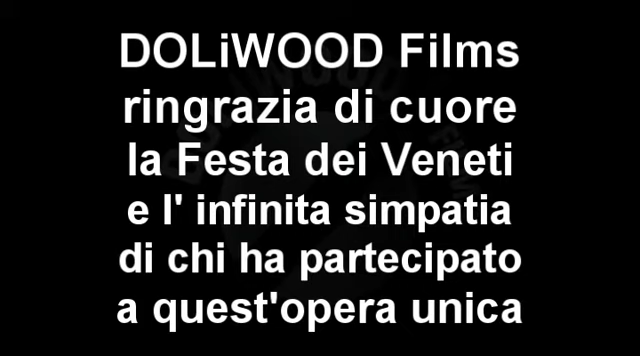 DOLiWOOD Films
ringrazia di cuore
la Festa dei Veneti
e l' infinita simpatia
di chi ha partecipato
a quest'opera unica